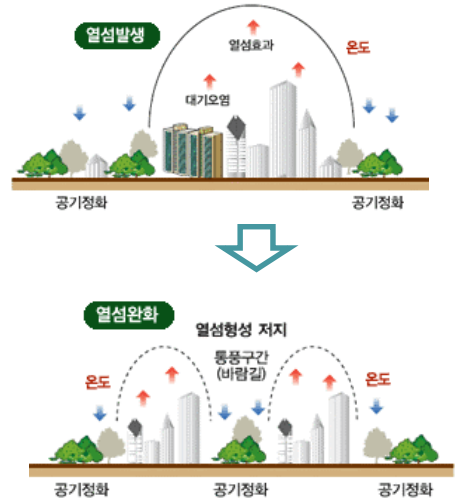 열섬발생
열섬효과
온도
대기오염
공기정화
공기정화
열섬완화
열섬형성 저지
통풍구간
(바람길)
온도
온도
공기정화
공기정화
공기정화